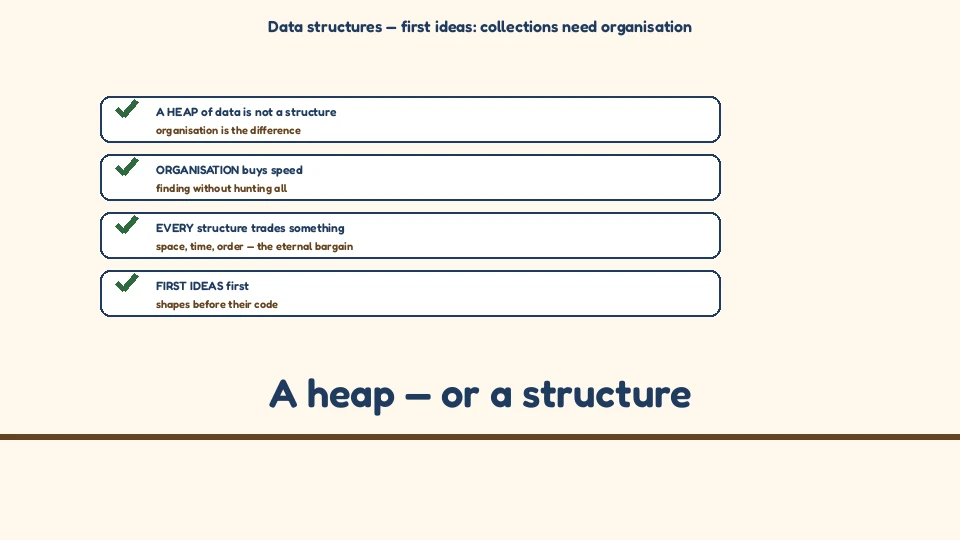 Data structures — first ideas: collections need organisation
A HEAP of data is not a structure
organisation is the difference
ORGANISATION buys speed
finding without hunting all
EVERY structure trades something
space, time, order — the eternal bargain
FIRST IDEAS first
shapes before their code
A heap — or a structure